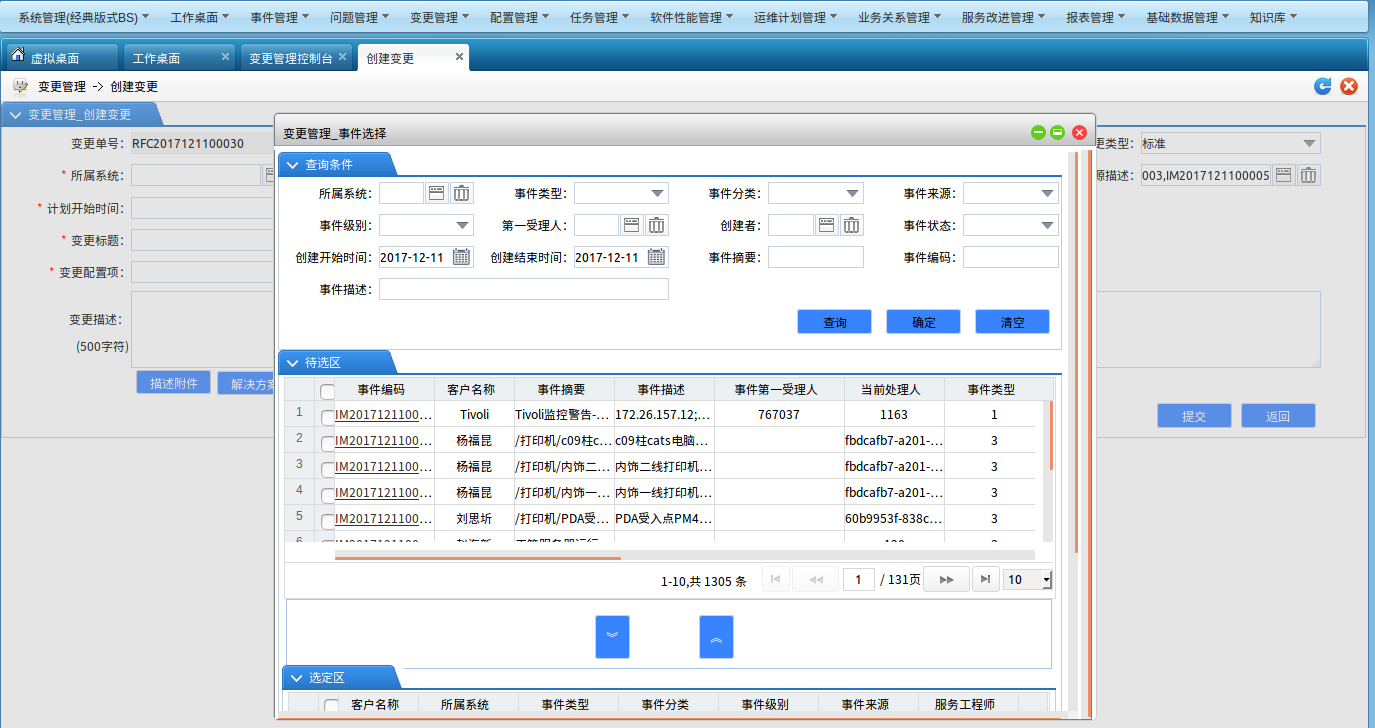 系统管理(经典版式BS) 工作桌面 事件管理 问题管理 变更管理 配置管理 任务管理 软件性能管理 运维计划管理 业务关系管理 服务改进管理 报表管理 基础数据管理 知识库
虚拟桌面 工作桌面 变更管理控制台 创建变更
变更管理 -> 创建变更
变更管理_创建变更
变更单号: RFC2017121100030
* 所属系统:
* 计划开始时间:
* 变更标题:
* 变更配置项:
变更描述:
(500字符)
描述附件 解决方案
更类型: 标准
源描述: 003,IM2017121100005
提交 返回
变更管理_事件选择
查询条件
所属系统: 事件类型: 事件分类: 事件来源:
事件级别: 第一受理人: 创建者: 事件状态:
创建开始时间: 2017-12-11 创建结束时间: 2017-12-11 事件摘要: 事件编码:
事件描述:
查询 确定 清空
待选区
事件编码 客户名称 事件摘要 事件描述 事件第一受理人 当前处理人 事件类型
1 IM2017121100... Tivoli Tivoli监控警告-... 172.26.157.12;... 767037 1163 1
2 IM2017121100... 杨福昆 /打印机/c09柱c... c09柱cats电脑... fbdcafb7-a201-... 3
3 IM2017121100... 杨福昆 /打印机/内饰二... 内饰二线打印机... fbdcafb7-a201-... 3
4 IM2017121100... 杨福昆 /打印机/内饰一... 内饰一线打印机... fbdcafb7-a201-... 3
5 IM2017121100... 刘思圻 /打印机/PDA受... PDA受入点PM4... 60b9953f-838c... 3
6 IM2017121100...
1-10,共 1305 条 1 / 131页 10
选定区
客户名称 所属系统 事件类型 事件分类 事件级别 事件来源 服务工程师